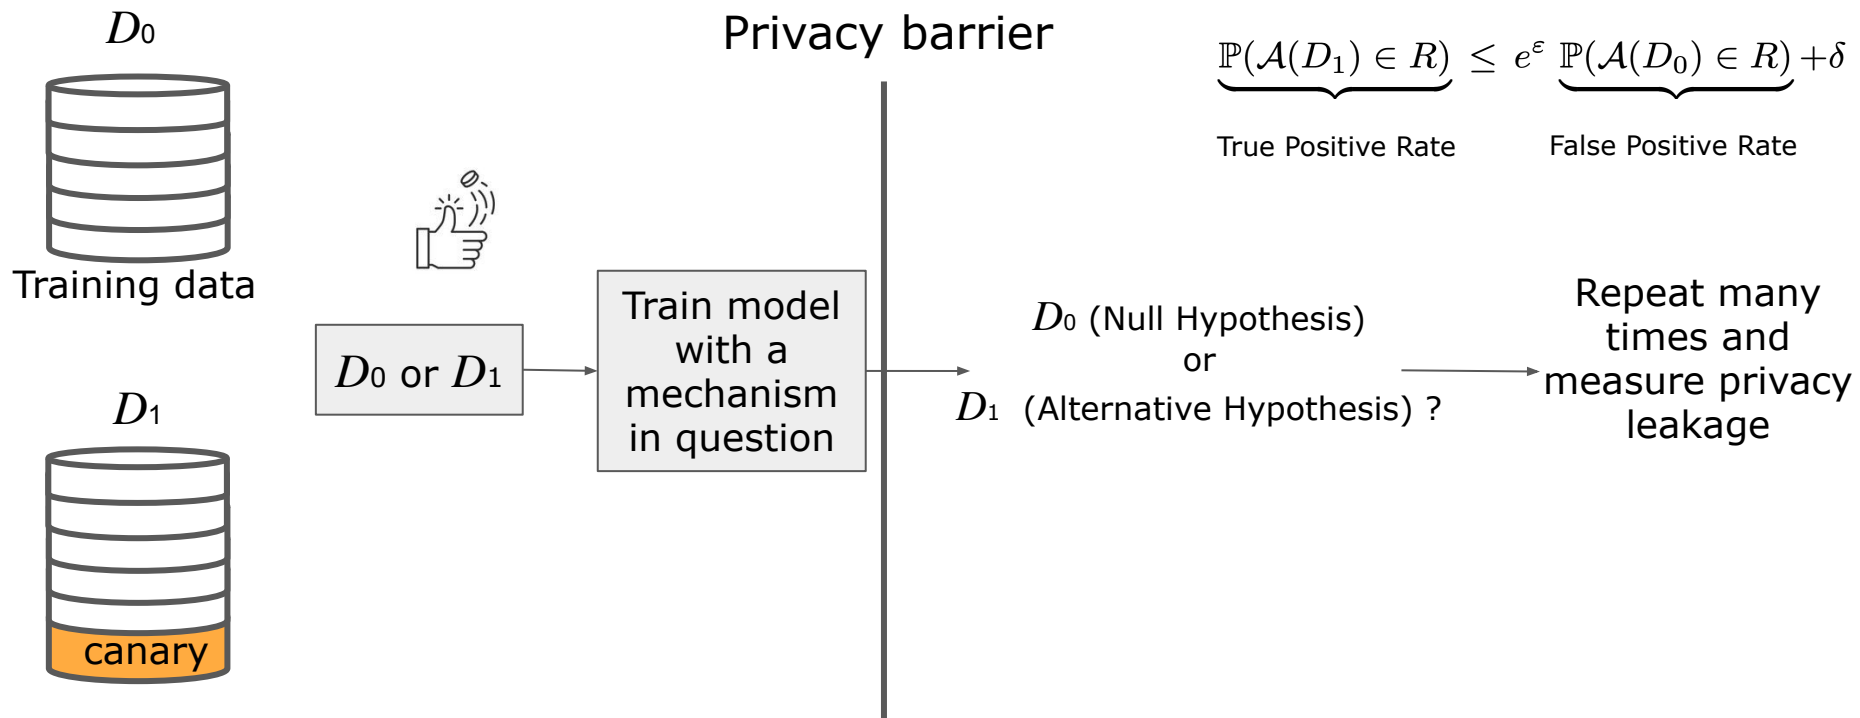 D0
Training data
D1
canary
D0 or D1
Train model
with a
mechanism
in question
Privacy barrier
ℙ(𝒜(D₁) ∈ R) ≤ e^ε ℙ(𝒜(D₀) ∈ R) +δ
True Positive Rate False Positive Rate
D0 (Null Hypothesis)
or
D1 (Alternative Hypothesis) ?
Repeat many
times and
measure privacy
leakage